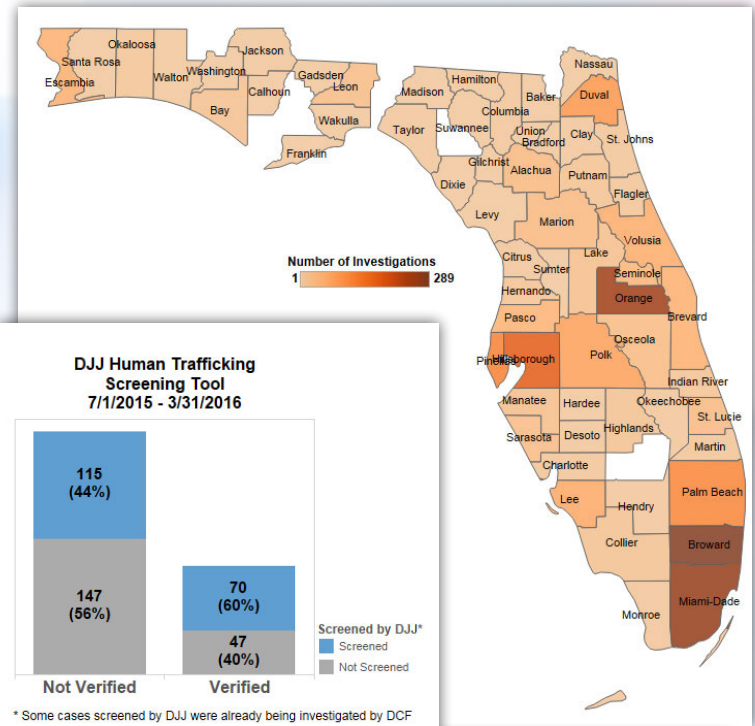 Nassau
Okaloosa
Jackson
Santa Rosa
Washington
Walton
Escambia
Gadsden
Leon
Calhoun
Bay
Wakulla
Franklin
Hamilton
Madison
Baker
Duval
Columbia
Taylor
Suwannee
Union
Bradford
Clay
St. Johns
Gilchrist
Alachua
Putnam
Dixie
Flagler
Levy
Marion
Volusia
Number of Investigations
1 289
Lake
Citrus
Sumter
Seminole
Hernando
Orange
Brevard
Pasco
Osceola
Pinellas
Hillsborough
Polk
Indian River
Manatee
Hardee
Okeechobee
Highlands
St. Lucie
Sarasota
Desoto
Martin
Charlotte
Palm Beach
Lee
Hendry
Broward
Collier
Miami-Dade
Monroe
DJJ Human Trafficking
Screening Tool
7/1/2015 - 3/31/2016
115
(44%)
147
(56%)
70
(60%)
47
(40%)
Screened by DJJ*
Screened
Not Screened
Not Verified
Verified
* Some cases screened by DJJ were already being investigated by DCF